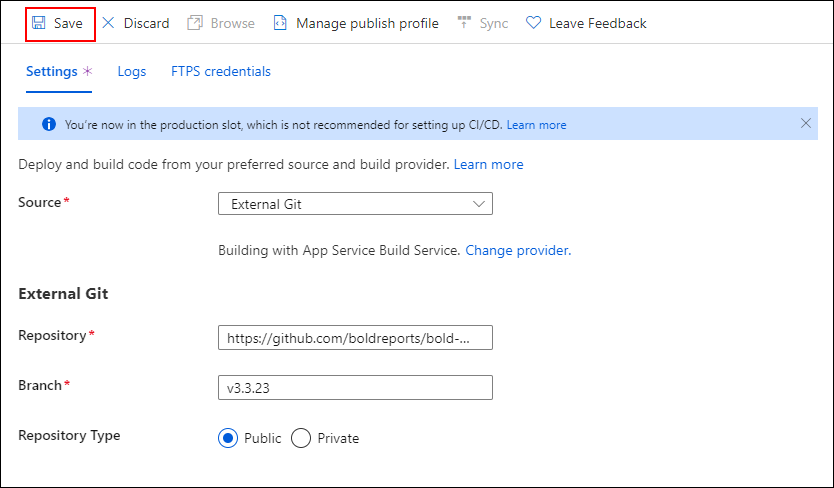 Save Discard Browse Manage publish profile Sync Leave Feedback
Settings * Logs FTPS credentials
You're now in the production slot, which is not recommended for setting up CI/CD. Learn more
Deploy and build code from your preferred source and build provider. Learn more
Source* External Git
Building with App Service Build Service. Change provider.
External Git
Repository* https://github.com/boldreports/bold-...
Branch* v3.3.23
Repository Type Public Private